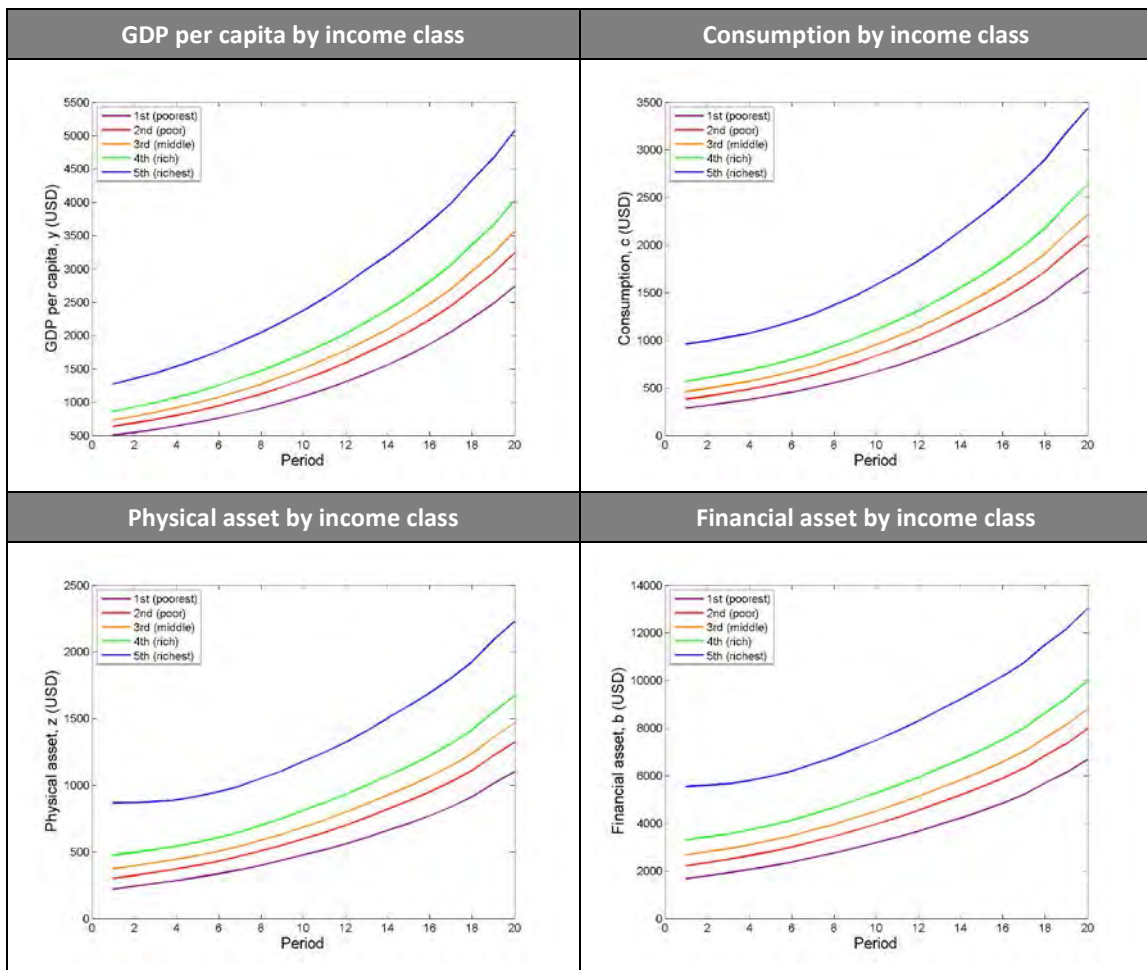 GDP per capita by income class
Consumption by income class
5500
5000
4500
4000
3500
3000
2500
2000
1500
1000
500
GDP per capita, y (USD)
1st (poorest)
2nd (poor)
3rd (middle)
4th (rich)
5th (richest)
0 2 4 6 8 10 12 14 16 18 20
Period
3500
3000
2500
2000
1500
1000
500
0
Consumption, c (USD)
1st (poorest)
2nd (poor)
3rd (middle)
4th (rich)
5th (richest)
0 2 4 6 8 10 12 14 16 18 20
Period
Physical asset by income class
Financial asset by income class
2500
2000
1500
1000
500
0
Physical asset, z (USD)
1st (poorest)
2nd (poor)
3rd (middle)
4th (rich)
5th (richest)
0 2 4 6 8 10 12 14 16 18 20
Period
14000
12000
10000
8000
6000
4000
2000
0
Financial asset, b (USD)
1st (poorest)
2nd (poor)
3rd (middle)
4th (rich)
5th (richest)
0 2 4 6 8 10 12 14 16 18 20
Period